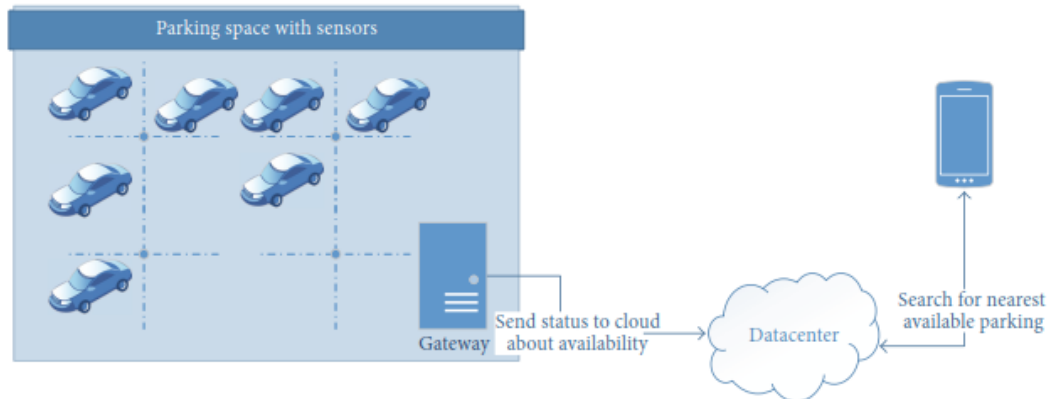 Parking space with sensors
Gateway
Send status to cloud
about availability
Datacenter
Search for nearest
available parking